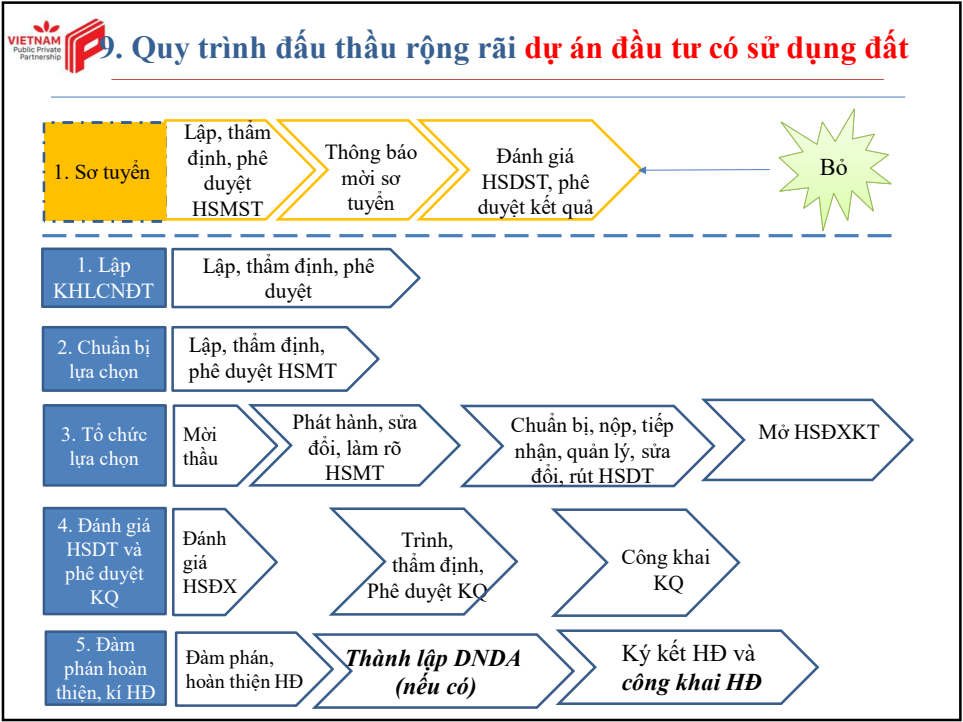 VIETNAM
Public Private
Partnership
9. Quy trình đấu thầu rộng rãi dự án đầu tư có sử dụng đất
1. Sơ tuyển
Lập, thẩm
định, phê
duyệt
HSMST
Thông báo
mời sơ
tuyển
Đánh giá
HSDST, phê
duyệt kết quả
Bỏ
1. Lập
KHLCNĐT
Lập, thẩm định, phê
duyệt
2. Chuẩn bị
lựa chọn
Lập, thẩm định,
phê duyệt HSMT
3. Tổ chức
lựa chọn
Mời
thầu
Phát hành, sửa
đổi, làm rõ
HSMT
Chuẩn bị, nộp, tiếp
nhận, quản lý, sửa
đổi, rút HSDT
Mở HSĐXKT
4. Đánh giá
HSDT và
phê duyệt
KQ
Đánh
giá
HSĐX
Trình,
thẩm định,
Phê duyệt KQ
Công khai
KQ
5. Đàm
phán hoàn
thiện, kí HĐ
Đàm phán,
hoàn thiện HĐ
Thành lập DNDA
(nếu có)
Ký kết HĐ và
công khai HĐ